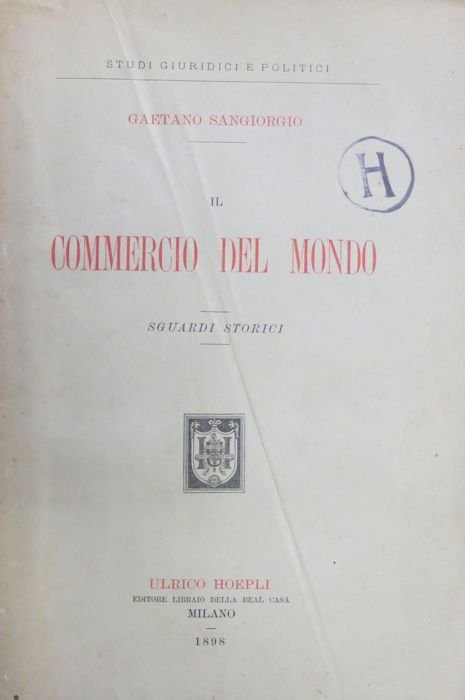 STUDI GIURIDICI E POLITICI
GAETANO SANGIORGIO
H
IL
COMMERCIO DEL MONDO
SGUARDI STORICI
ULRICO HOEPLI
EDITORE LIBRAIO DELLA REAL CASA
MILANO
1898